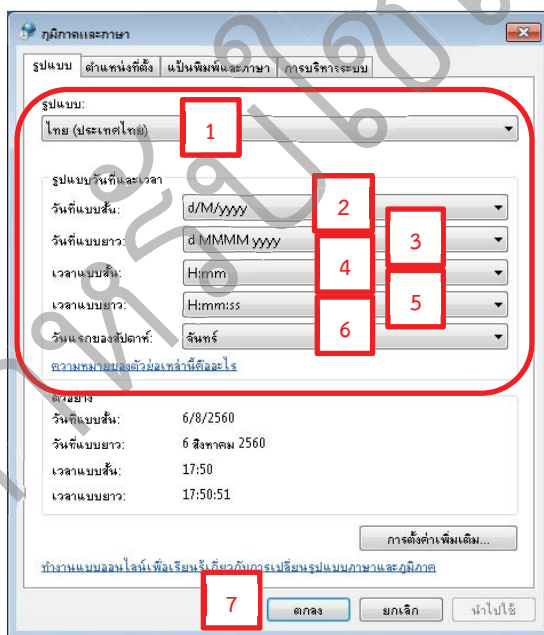 ภูมิภาคและภาษา
รูปแบบ ตำแหน่งที่ตั้ง แป้นพิมพ์และภาษา การบริหารระบบ
รูปแบบ:
ไทย (ประเทศไทย) 1
รูปแบบวันที่และเวลา
วันที่แบบสั้น: d/M/yyyy 2
วันที่แบบยาว: d MMMM yyyy 3
เวลาแบบสั้น: H:mm 4
เวลาแบบยาว: H:mm:ss 5
วันแรกของสัปดาห์: จันทร์ 6
ความหมายของตัวย่อเหล่านี้คืออะไร
ตัวอย่าง
วันที่แบบสั้น: 6/8/2560
วันที่แบบยาว: 6 สิงหาคม 2560
เวลาแบบสั้น: 17:50
เวลาแบบยาว: 17:50:51
การตั้งค่าเพิ่มเติม...
ทำงานแบบออนไลน์เพื่อเรียนรู้เกี่ยวกับการเปลี่ยนรูปแบบภาษาและภูมิภาค
7 ตกลง ยกเลิก นำไปใช้